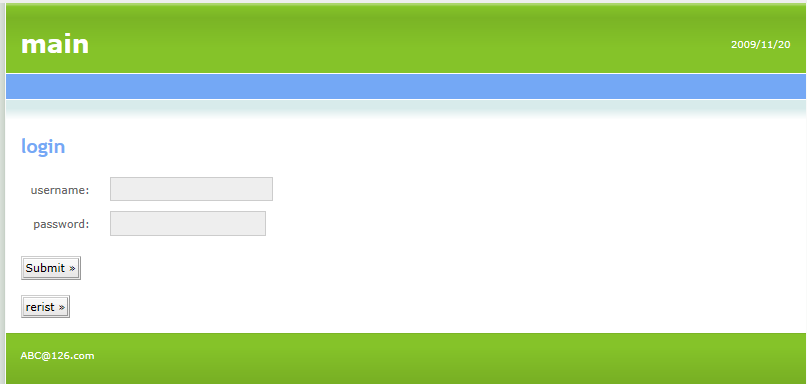 main
2009/11/20
login
username:
password:
Submit »
rerist »
ABC@126.com